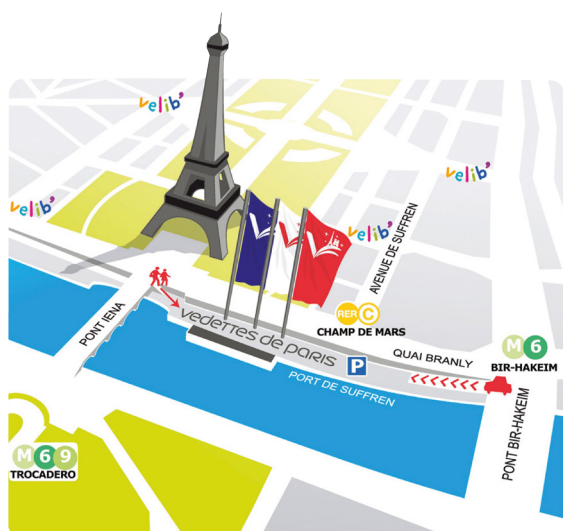 velib'
velib'
velib'
velib'
AVENUE DE SUFFREN
RER C
CHAMP DE MARS
PONT IENA
vedettes de paris
P
QUAI BRANLY
M 6
BIR-HAKEIM
PORT DE SUFFREN
PONT BIR-HAKEIM
M 6 9
TROCADERO